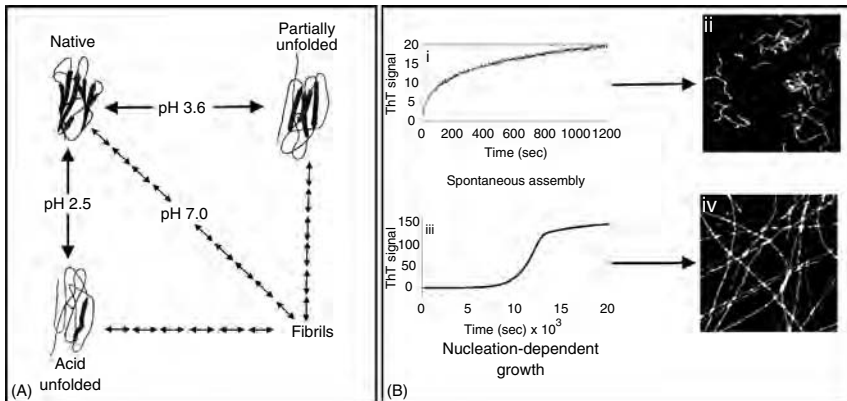 Native
Partially
unfolded
pH 3.6
pH 2.5
pH 7.0
Fibrils
Acid
unfolded
(A)
ThT signal
20
15
10
5
0
i
0 200 400 600 800 1000 1200
Time (sec)
ii
Spontaneous assembly
ThT signal
150
100
50
0
iii
0 5 10 15 20
Time (sec) x 10³
iv
Nucleation-dependent
growth
(B)